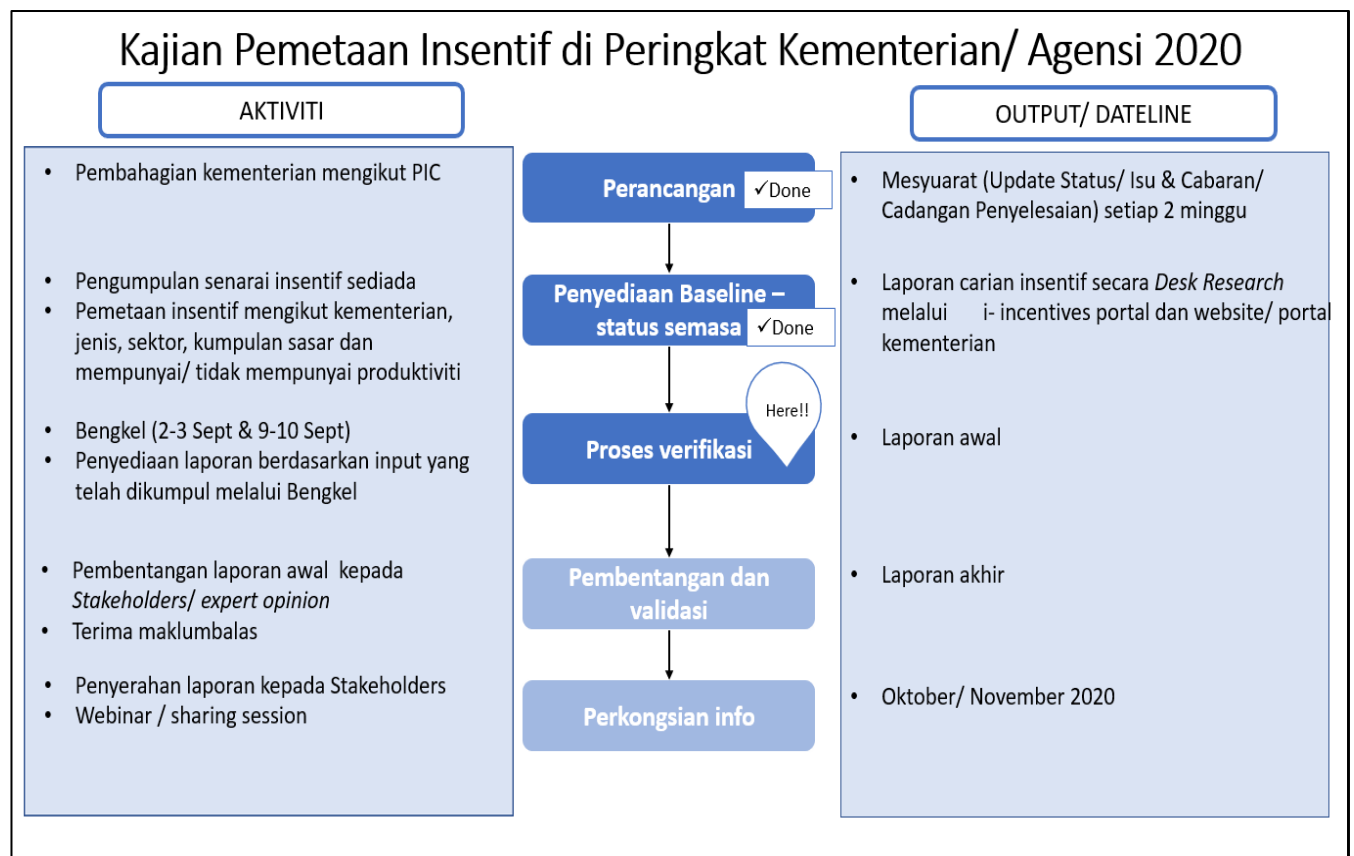 Kajian Pemetaan Insentif di Peringkat Kementerian/ Agensi 2020
AKTIVITI
• Pembahagian kementerian mengikut PIC
• Pengumpulan senarai insentif sediada
• Pemetaan insentif mengikut kementerian,
jenis, sektor, kumpulan sasar dan
mempunyai/ tidak mempunyai produktiviti
• Bengkel (2-3 Sept & 9-10 Sept)
• Penyediaan laporan berdasarkan input yang
telah dikumpul melalui Bengkel
• Pembentangan laporan awal kepada
Stakeholders/ expert opinion
• Terima maklumbalas
• Penyerahan laporan kepada Stakeholders
• Webinar / sharing session
Perancangan
✓Done
Penyediaan Baseline –
status semasa
✓Done
Here!!
Proses verifikasi
Pembentangan dan
validasi
Perkongsian info
OUTPUT/ DATELINE
• Mesyuarat (Update Status/ Isu & Cabaran/
Cadangan Penyelesaian) setiap 2 minggu
• Laporan carian insentif secara Desk Research
melalui i- incentives portal dan website/ portal
kementerian
• Laporan awal
• Laporan akhir
• Oktober/ November 2020